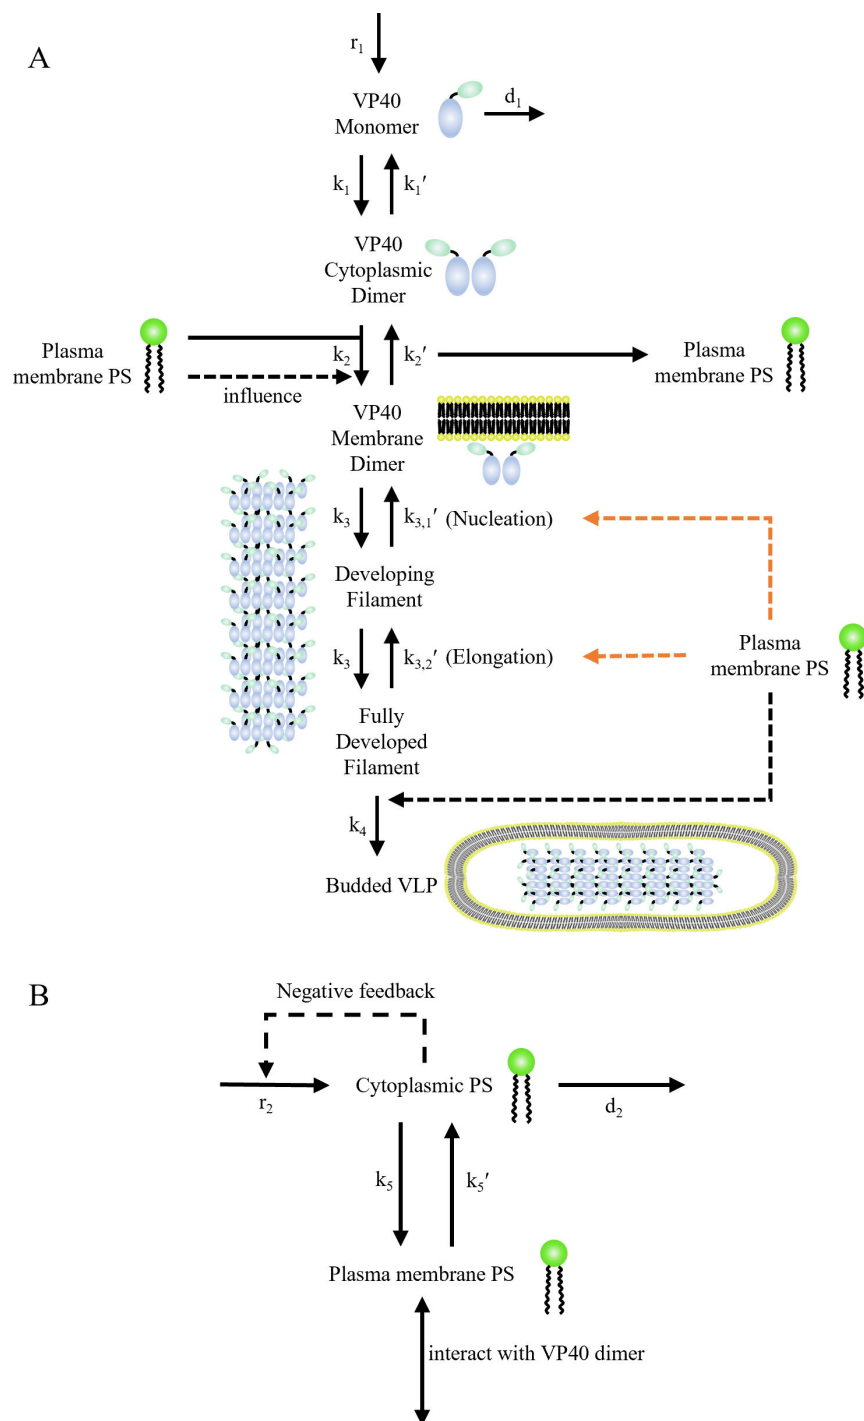 A
r₁
VP40
Monomer
d₁
k₁
k₁′
VP40
Cytoplasmic
Dimer
Plasma
membrane PS
k₂
k₂′
Plasma
membrane PS
influence
VP40
Membrane
Dimer
k₃
k₃,₁′ (Nucleation)
Developing
Filament
k₃
k₃,₂′ (Elongation)
Plasma
membrane PS
Fully
Developed
Filament
k₄
Budded VLP
B
Negative feedback
Cytoplasmic PS
r₂
d₂
k₅
k₅′
Plasma membrane PS
interact with VP40 dimer